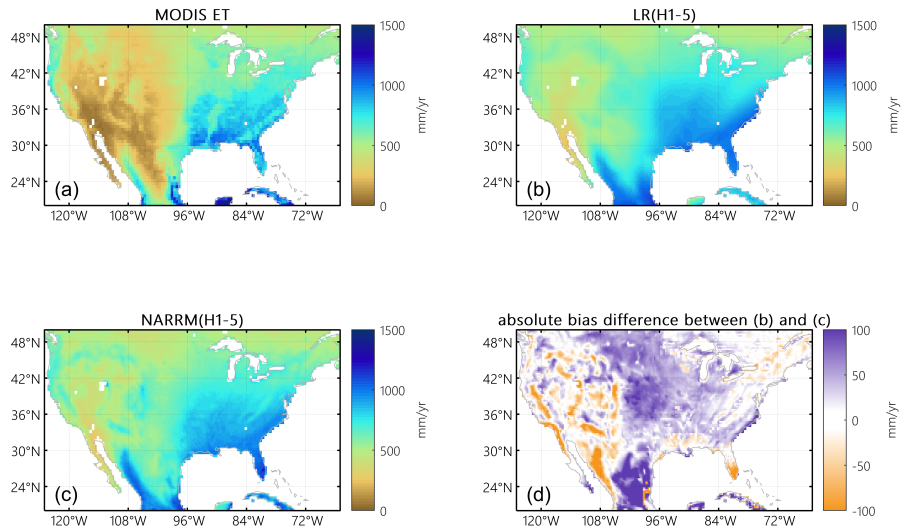 MODIS ET
48°N
42°N
36°N
30°N
24°N
(a)
120°W 108°W 96°W 84°W 72°W
1500
1000
500
0
mm/yr
LR(H1-5)
48°N
42°N
36°N
30°N
24°N
(b)
120°W 108°W 96°W 84°W 72°W
1500
1000
500
0
mm/yr
NARRM(H1-5)
48°N
42°N
36°N
30°N
24°N
(c)
120°W 108°W 96°W 84°W 72°W
1500
1000
500
0
mm/yr
absolute bias difference between (b) and (c)
48°N
42°N
36°N
30°N
24°N
(d)
120°W 108°W 96°W 84°W 72°W
100
50
0
-50
-100
mm/yr